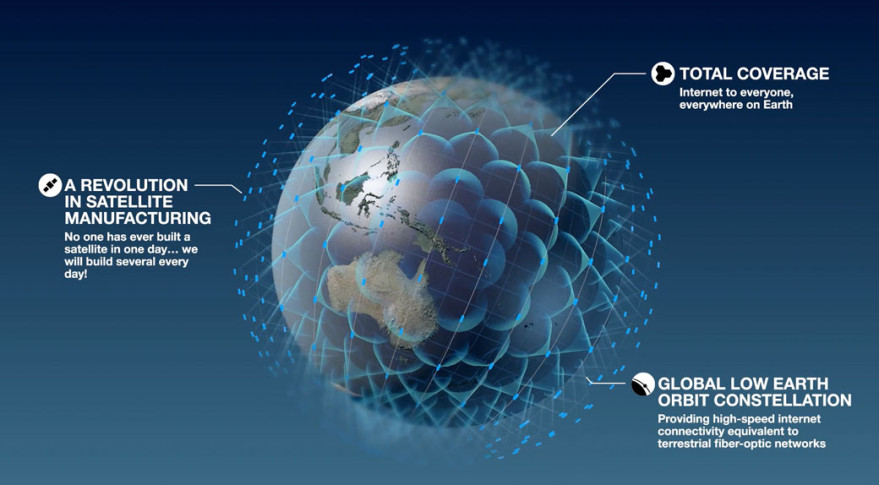 TOTAL COVERAGE
Internet to everyone,
everywhere on Earth
A REVOLUTION
IN SATELLITE
MANUFACTURING
No one has ever built a
satellite in one day... we
will build several every
day!
GLOBAL LOW EARTH
ORBIT CONSTELLATION
Providing high-speed internet
connectivity equivalent to
terrestrial fiber-optic networks